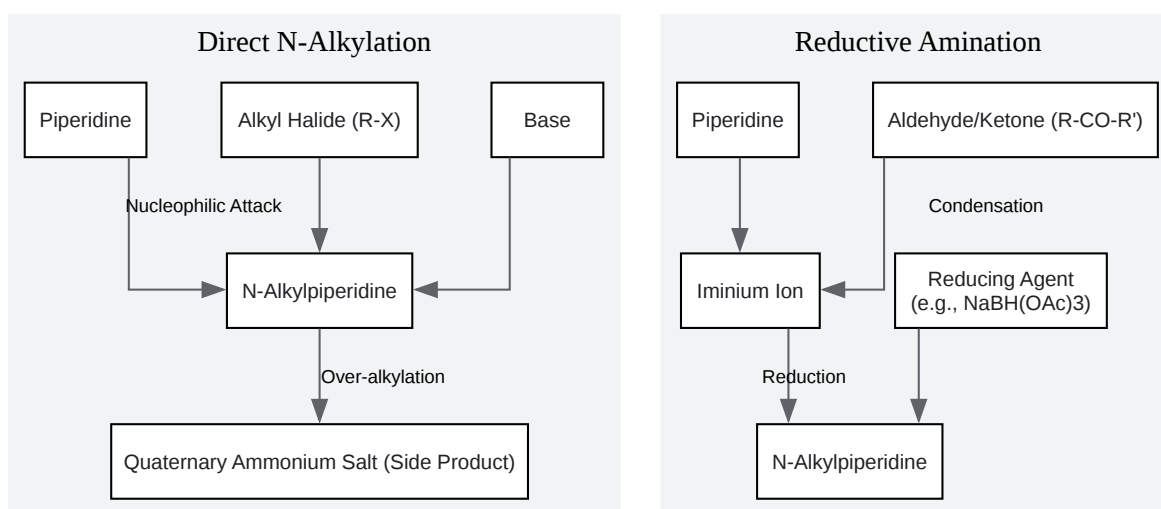 Direct N-Alkylation
Piperidine
Alkyl Halide (R-X)
Base
Nucleophilic Attack
N-Alkylpiperidine
Over-alkylation
Quaternary Ammonium Salt (Side Product)
Reductive Amination
Piperidine
Aldehyde/Ketone (R-CO-R')
Condensation
Iminium Ion
Reducing Agent
(e.g., NaBH(OAc)3)
Reduction
N-Alkylpiperidine